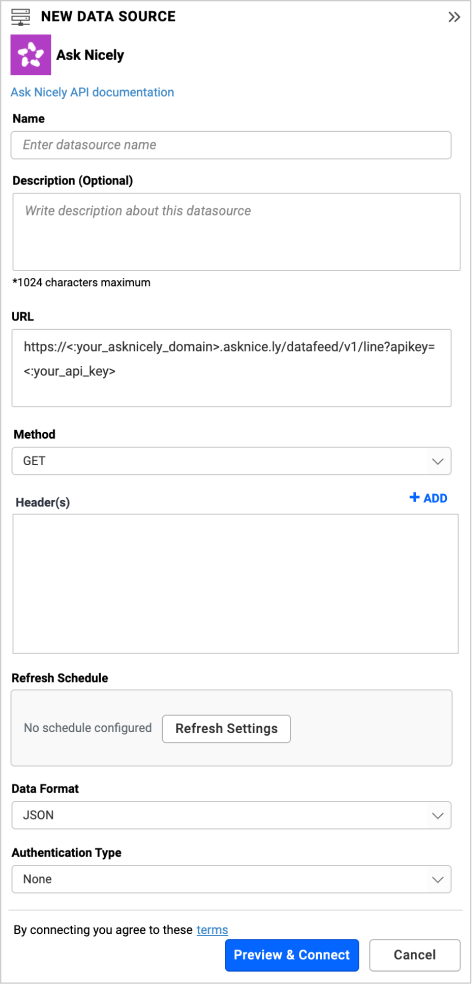 NEW DATA SOURCE
Ask Nicely
Ask Nicely API documentation
Name
Enter datasource name
Description (Optional)
Write description about this datasource
*1024 characters maximum
URL
https://<:your_asknicely_domain>.asknice.ly/datafeed/v1/line?apikey=
<:your_api_key>
Method
GET
Header(s)
+ ADD
Refresh Schedule
No schedule configured
Refresh Settings
Data Format
JSON
Authentication Type
None
By connecting you agree to these terms
Preview & Connect
Cancel